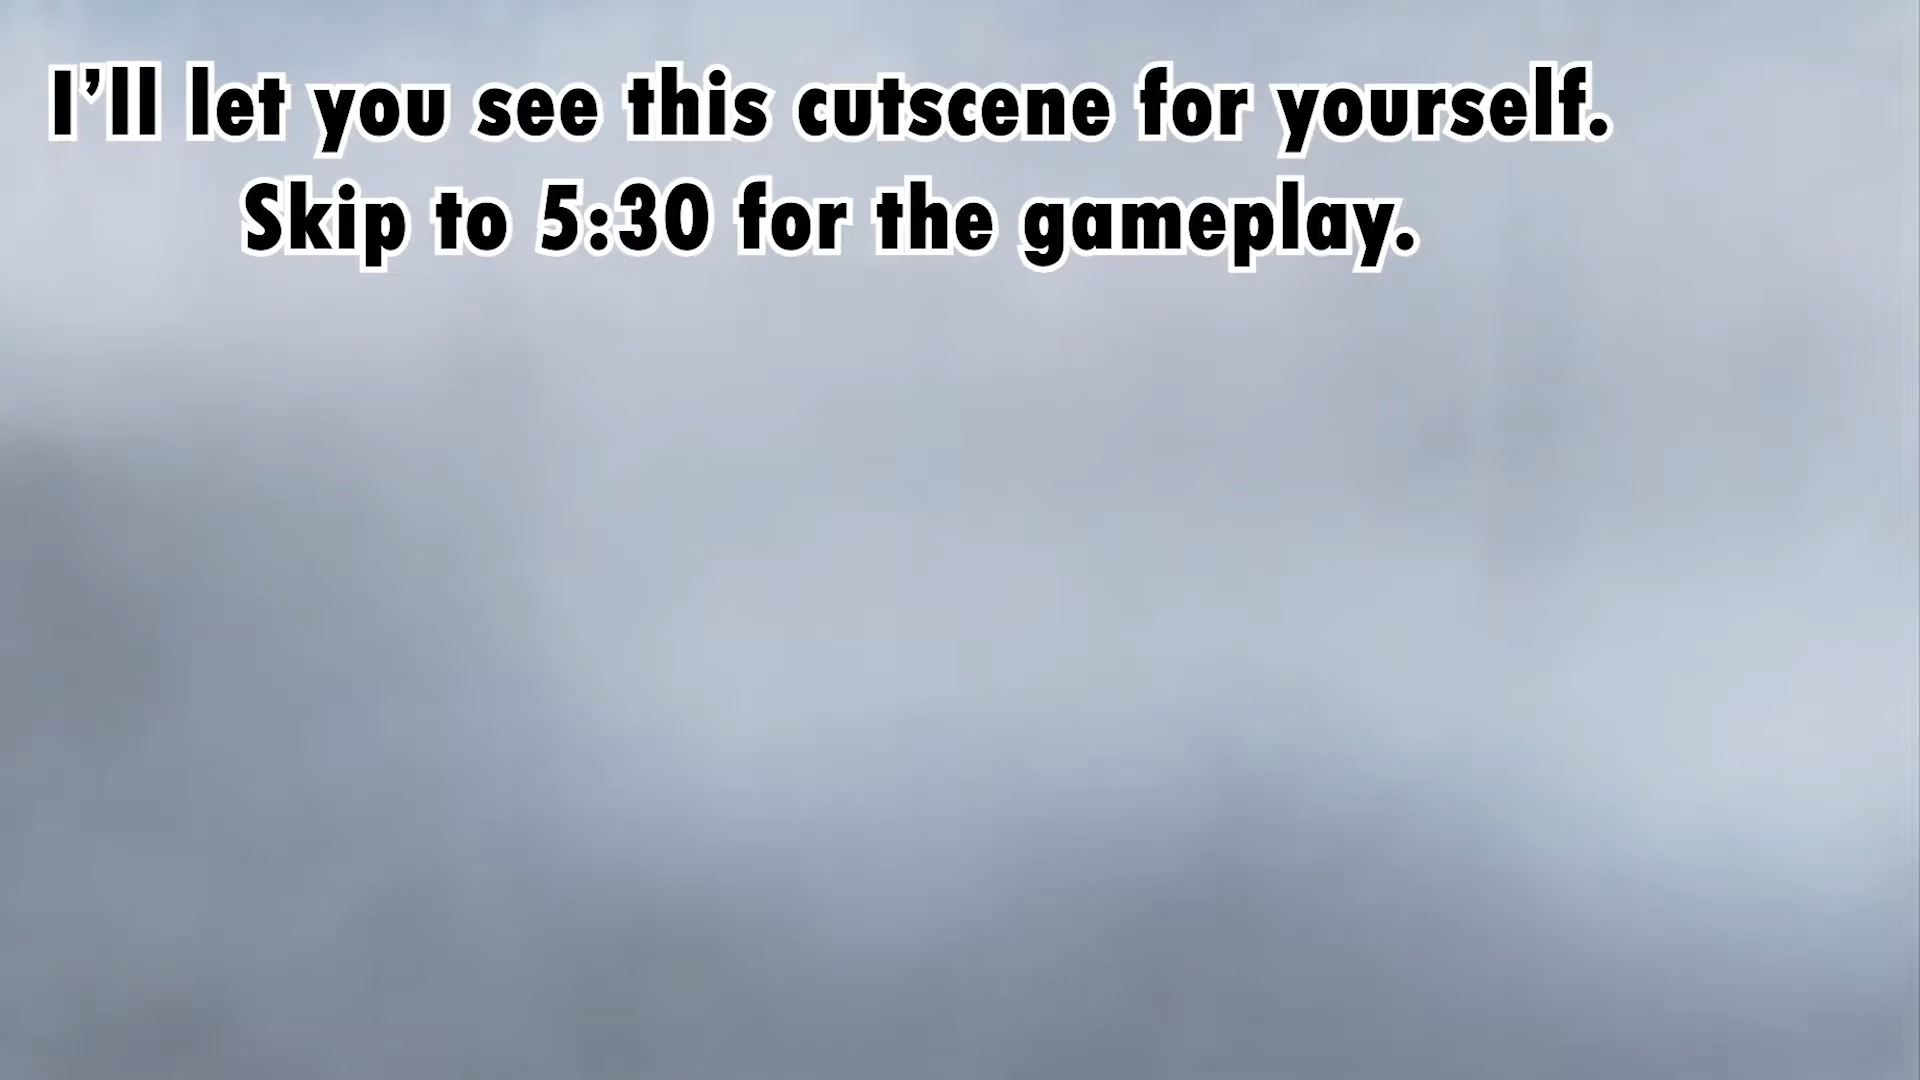 I’ll let you see this cutscene for yourself.
Skip to 5:30 for the gameplay.